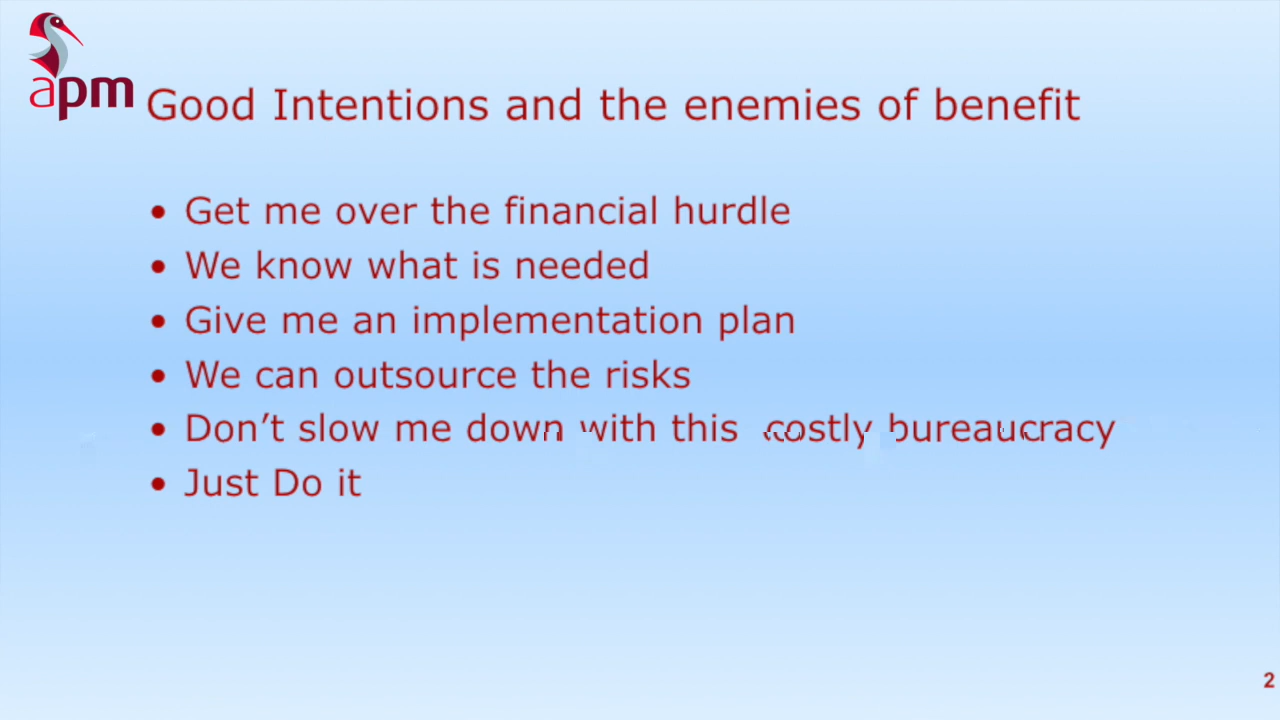 apm
Good Intentions and the enemies of benefit
• Get me over the financial hurdle
• We know what is needed
• Give me an implementation plan
• We can outsource the risks
• Don’t slow me down with this costly bureaucracy
• Just Do it
2